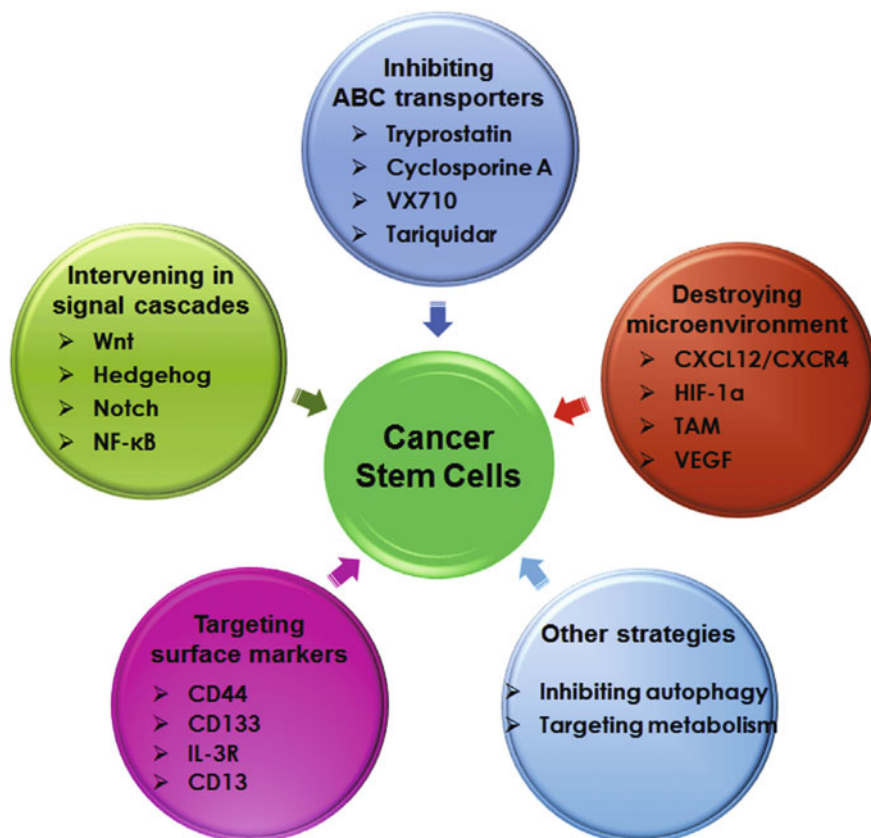 Inhibiting
ABC transporters
➢ Tryprostatin
➢ Cyclosporine A
➢ VX710
➢ Tariquidar
Intervening in
signal cascades
➢ Wnt
➢ Hedgehog
➢ Notch
➢ NF-κB
Destroying
microenvironment
➢ CXCL12/CXCR4
➢ HIF-1a
➢ TAM
➢ VEGF
Cancer
Stem Cells
Targeting
surface markers
➢ CD44
➢ CD133
➢ IL-3R
➢ CD13
Other strategies
➢ Inhibiting autophagy
➢ Targeting metabolism